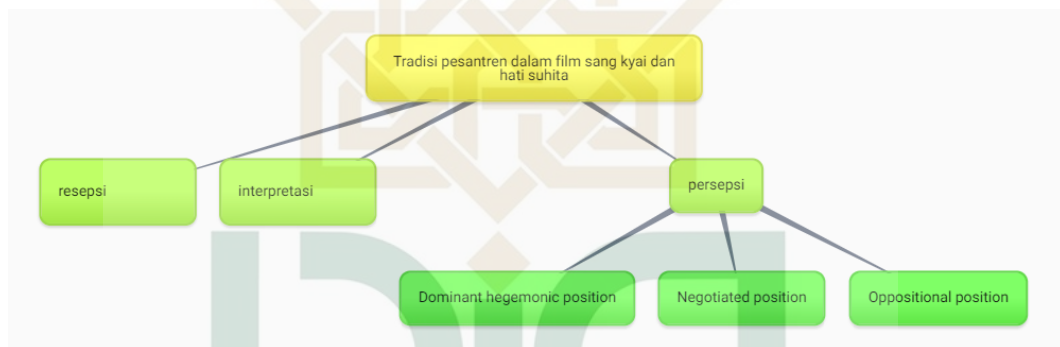 Tradisi pesantren dalam film sang kyai dan
hati suhita
resepsi
interpretasi
persepsi
Dominant hegemonic position
Negotiated position
Oppositional position